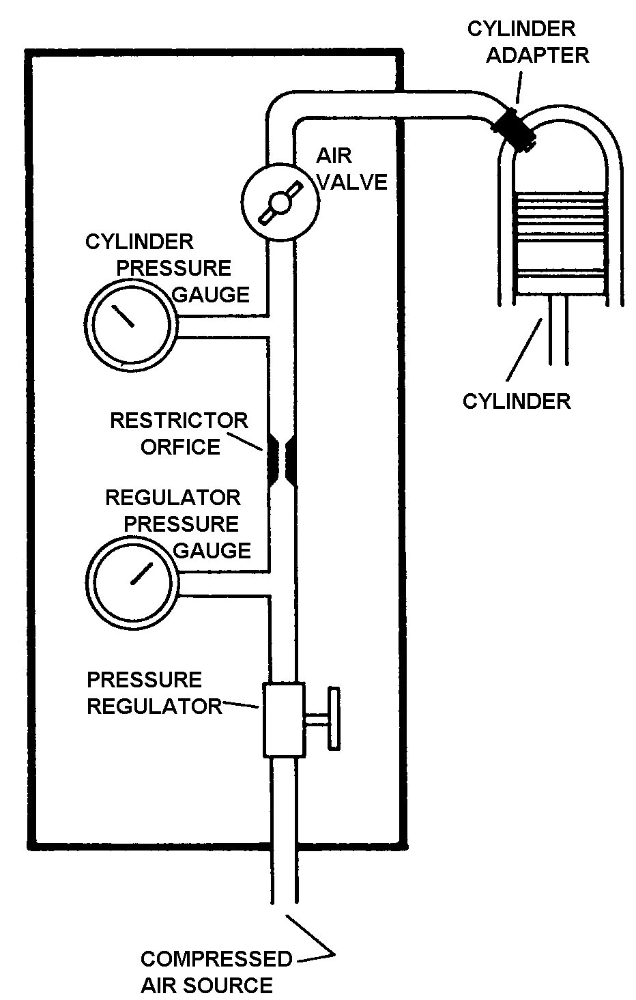 CYLINDER
ADAPTER
AIR
VALVE
CYLINDER
PRESSURE
GAUGE
CYLINDER
RESTRICTOR
ORFICE
REGULATOR
PRESSURE
GAUGE
PRESSURE
REGULATOR
COMPRESSED
AIR SOURCE